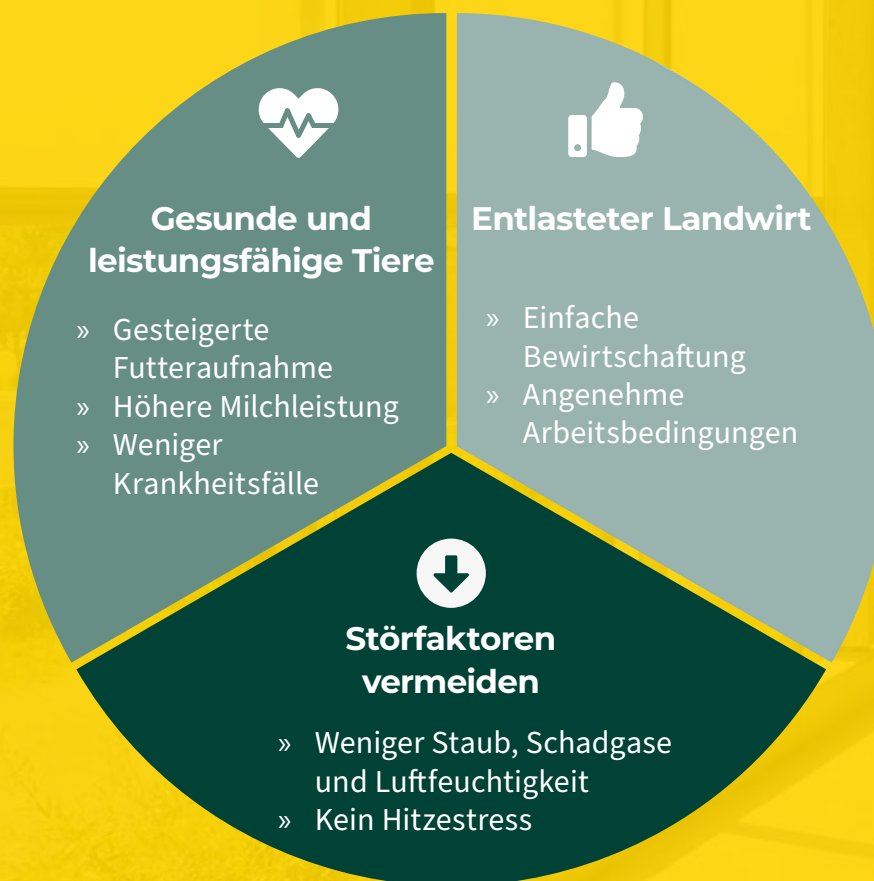 Gesunde und
leistungsfähige Tiere
» Gesteigerte
Futteraufnahme
» Höhere Milchleistung
» Weniger
Krankheitsfälle
Entlasteter Landwirt
» Einfache
Bewirtschaftung
» Angenehme
Arbeitsbedingungen
Störfaktoren
vermeiden
» Weniger Staub, Schadgase
und Luftfeuchtigkeit
» Kein Hitzestress